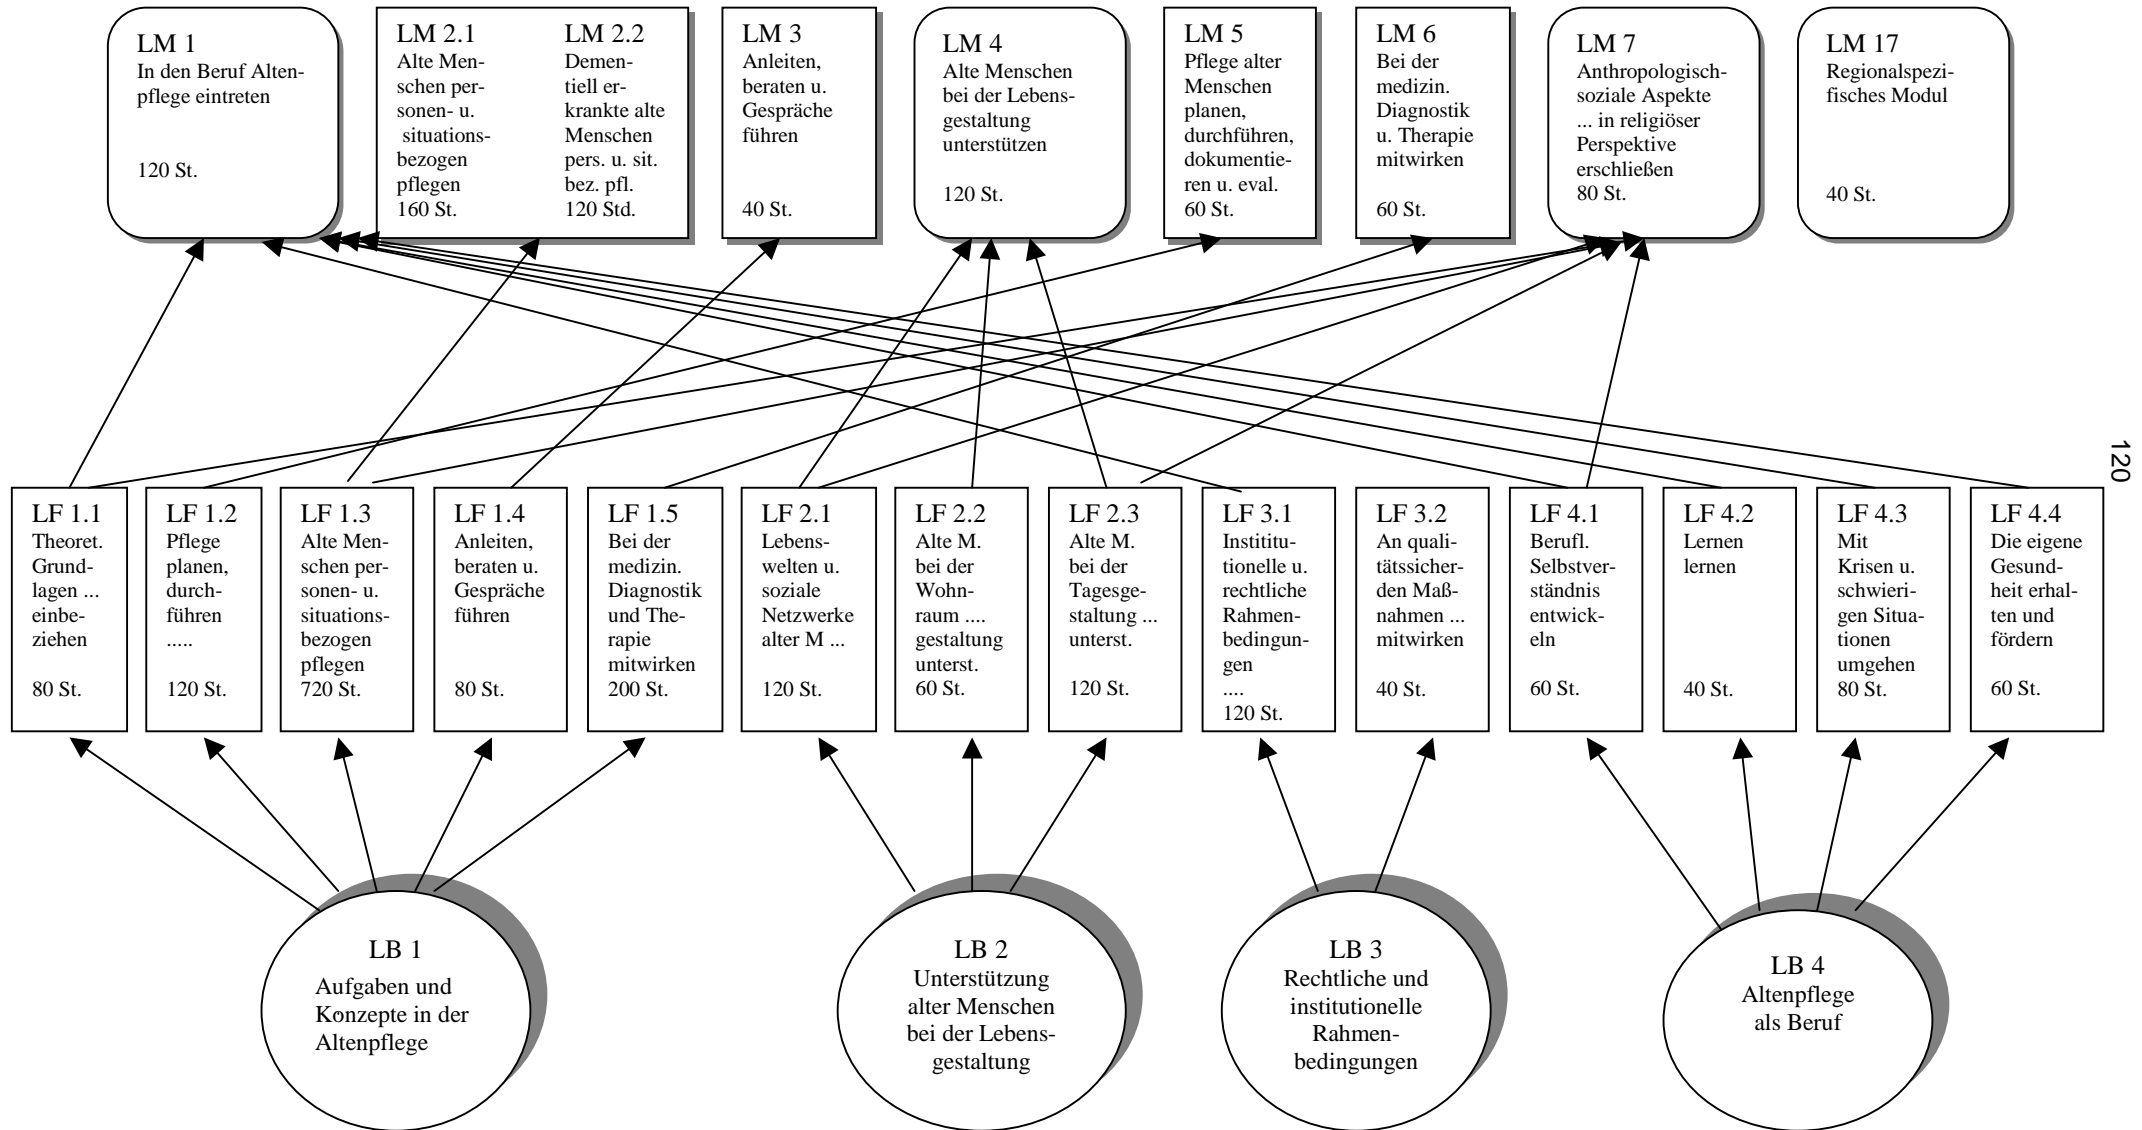 LM 1
In den Beruf Alten-
pflege eintreten
120 St.
LM 2.1
Alte Men-
schen per-
sonen- u.
situations-
bezogen
pflegen
160 St.
LM 2.2
Demen-
tiell er-
krankte alte
Menschen
pers. u. sit.
bez. pfl.
120 Std.
LM 3
Anleiten,
beraten u.
Gespräche
führen
40 St.
LM 4
Alte Menschen
bei der Lebens-
gestaltung
unterstützen
120 St.
LM 5
Pflege alter
Menschen
planen,
durchführen,
dokumentie-
ren u. eval.
60 St.
LM 6
Bei der
medizin.
Diagnostik
u. Therapie
mitwirken
60 St.
LM 7
Anthropologisch-
soziale Aspekte
... in religiöser
Perspektive
erschließen
80 St.
LM 17
Regionalspezi-
fisches Modul
40 St.
120
LF 1.1
Theoret.
Grund-
lagen ...
einbe-
ziehen
80 St.
LF 1.2
Pflege
planen,
durch-
führen
.....
120 St.
LF 1.3
Alte Men-
schen per-
sonen- u.
situations-
bezogen
pflegen
720 St.
LF 1.4
Anleiten,
beraten u.
Gespräche
führen
80 St.
LF 1.5
Bei der
medizin.
Diagnostik
und The-
rapie
mitwirken
200 St.
LF 2.1
Lebens-
welten u.
soziale
Netzwerke
alter M ...
120 St.
LF 2.2
Alte M.
bei der
Wohn-
raum ....
gestaltung
unterst.
60 St.
LF 2.3
Alte M.
bei der
Tagesge-
staltung ...
unterst.
120 St.
LF 3.1
Instititu-
tionelle u.
rechtliche
Rahmen-
bedingun-
gen
....
120 St.
LF 3.2
An quali-
tätssicher-
den Maß-
nahmen ...
mitwirken
40 St.
LF 4.1
Berufl.
Selbstver-
ständnis
entwick-
eln
60 St.
LF 4.2
Lernen
lernen
40 St.
LF 4.3
Mit
Krisen u.
schwieri-
gen Situa-
tionen
umgehen
80 St.
LF 4.4
Die eigene
Gesund-
heit erhal-
ten und
fördern
60 St.
LB 1
Aufgaben und
Konzepte in der
Altenpflege
LB 2
Unterstützung
alter Menschen
bei der Lebens-
gestaltung
LB 3
Rechtliche und
institutionelle
Rahmen-
bedingungen
LB 4
Altenpflege
als Beruf